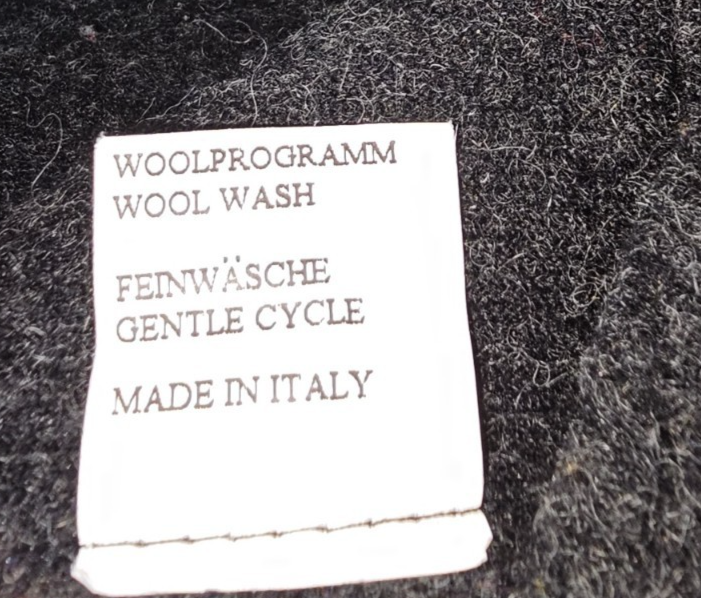 WOOLPROGRAMM
WOOL WASH
FEINWÄSCHE
GENTLE CYCLE
MADE IN ITALY